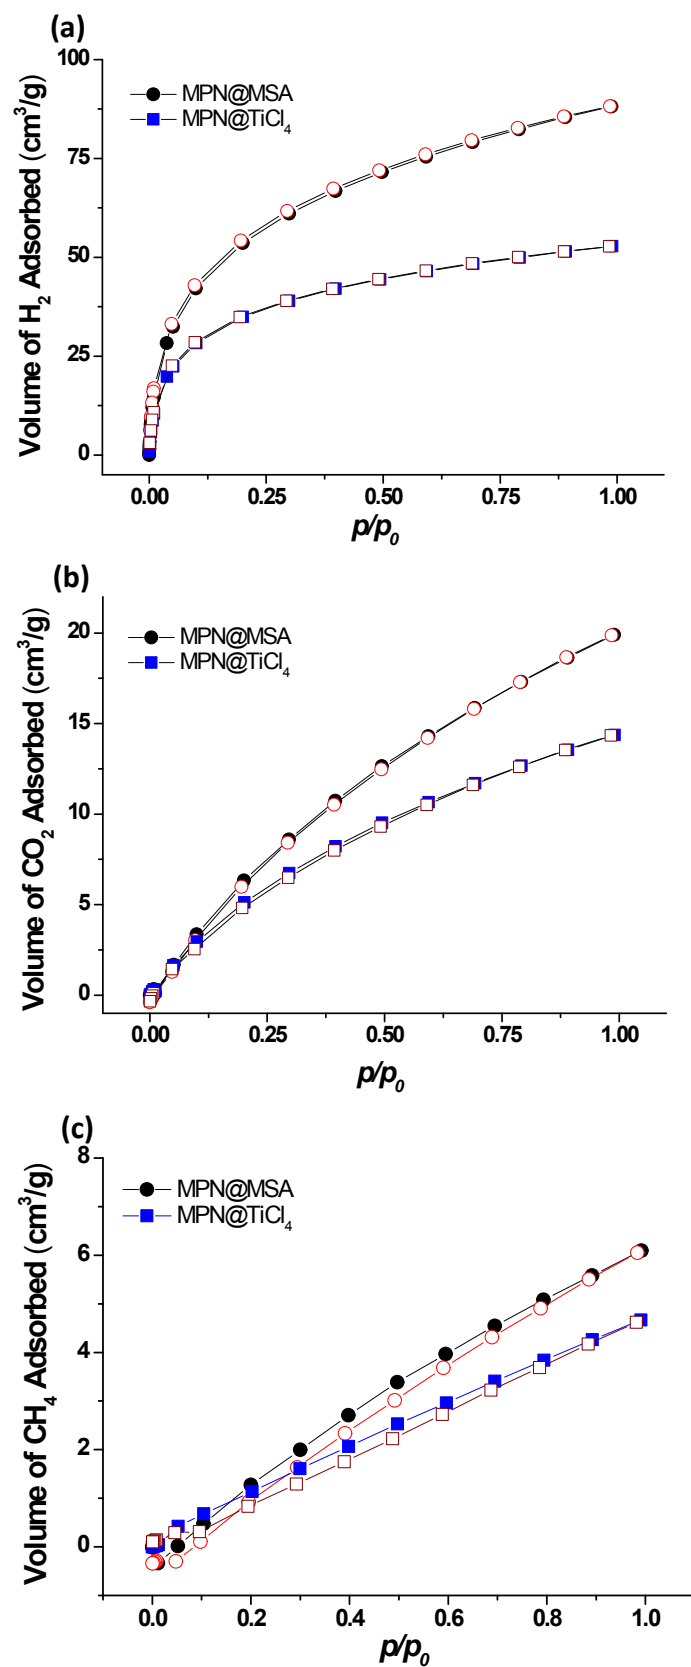 (a)
MPN@MSA
MPN@TiCl₄
Volume of H₂ Adsorbed (cm³/g)
100
75
50
25
0
0.00 0.25 0.50 0.75 1.00
p/p₀
(b)
MPN@MSA
MPN@TiCl₄
Volume of CO₂ Adsorbed (cm³/g)
20
15
10
5
0
0.00 0.25 0.50 0.75 1.00
p/p₀
(c)
MPN@MSA
MPN@TiCl₄
Volume of CH₄ Adsorbed (cm³/g)
8
6
4
2
0
0.0 0.2 0.4 0.6 0.8 1.0
p/p₀